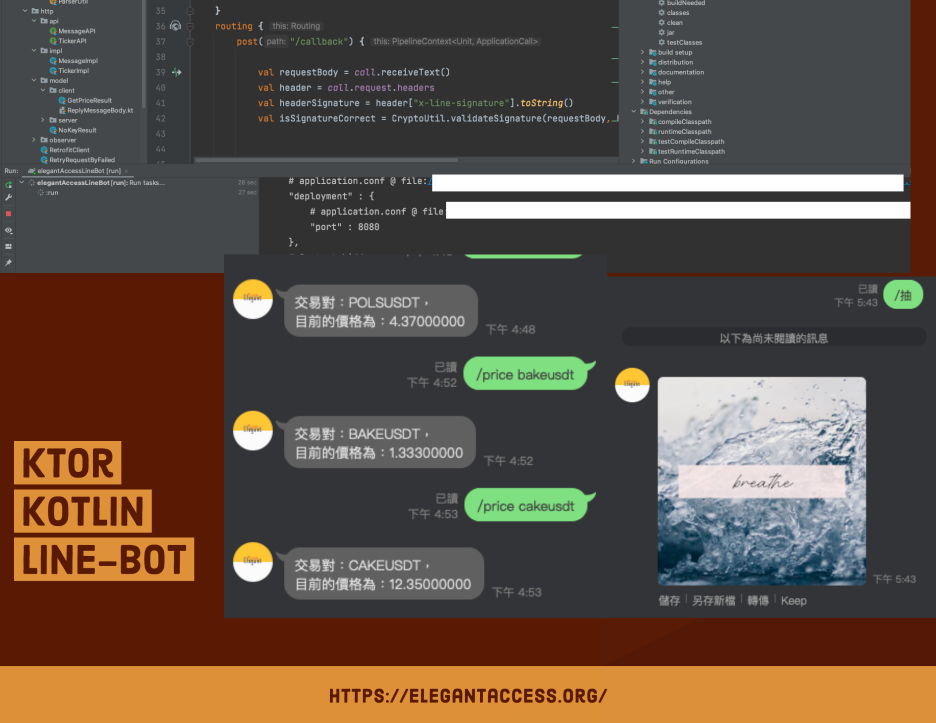 ParserUtil
http
api
MessageAPI
TickerAPI
impl
MessageImpl
TickerImpl
model
client
GetPriceResult
ReplyMessageBody.kt
server
NoKeyResult
observer
RetrofitClient
RetryRequestByFailed
35 }
36 routing { this: Routing
37 post( path: "/callback") { this: PipelineContext<Unit, ApplicationCall>
38
39 val requestBody = call.receiveText()
40 val header = call.request.headers
41 val headerSignature = header["x-line-signature"].toString()
42 val isSignatureCorrect = CryptoUtil.validateSignature(requestBody,
43
44
buildNeeded
classes
clean
jar
testClasses
build setup
distribution
documentation
help
other
verification
Dependencies
compileClasspath
runtimeClasspath
testCompileClasspath
testRuntimeClasspath
Run Configurations
Run: elegantAccessLineBot [run] ×
elegantAccessLineBot [run]: Run tasks... 28 sec
:run 27 sec
# application.conf @ file:
"deployment" : {
# application.conf @ file
"port" : 8080
},
交易對：POLSUSDT，
目前的價格為：4.37000000
下午 4:48
已讀
下午 4:52
/price bakeusdt
交易對：BAKEUSDT，
目前的價格為：1.33300000
下午 4:52
已讀
下午 4:53
/price cakeusdt
交易對：CAKEUSDT，
目前的價格為：12.35000000
下午 4:53
已讀
下午 5:43
/抽
以下為尚未閱讀的訊息
breathe
下午 5:43
儲存 另存新檔 轉傳 Keep
KTOR
KOTLIN
LINE-BOT
HTTPS://ELEGANTACCESS.ORG/